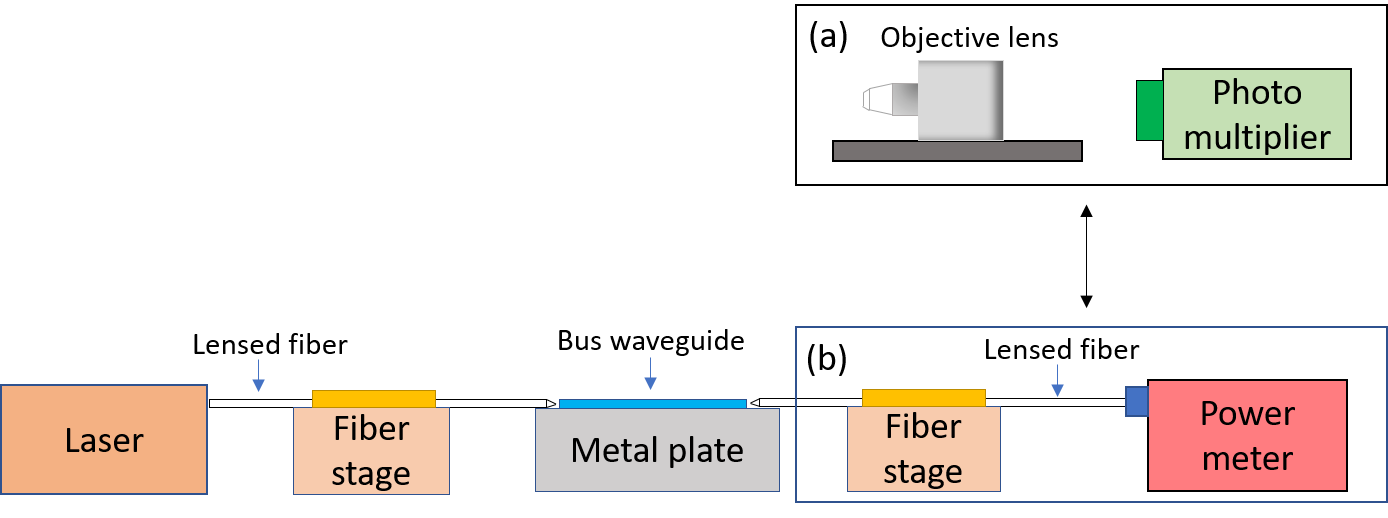 (a)
Objective lens
Photo
multiplier
Lensed fiber
Bus waveguide
(b)
Lensed fiber
Laser
Fiber
stage
Metal plate
Fiber
stage
Power
meter